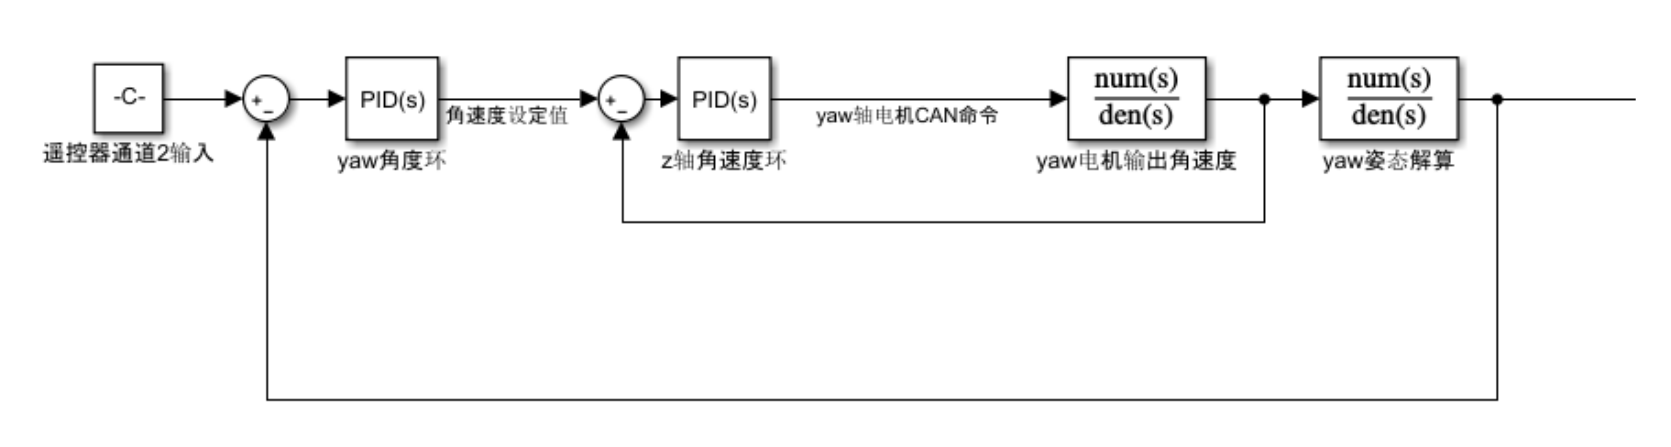 -C-
遥控器通道2输入
+
−
PID(s)
yaw角度环
角速度设定值
+
−
PID(s)
z轴角速度环
yaw轴电机CAN命令
num(s)
den(s)
yaw电机输出角速度
num(s)
den(s)
yaw姿态解算